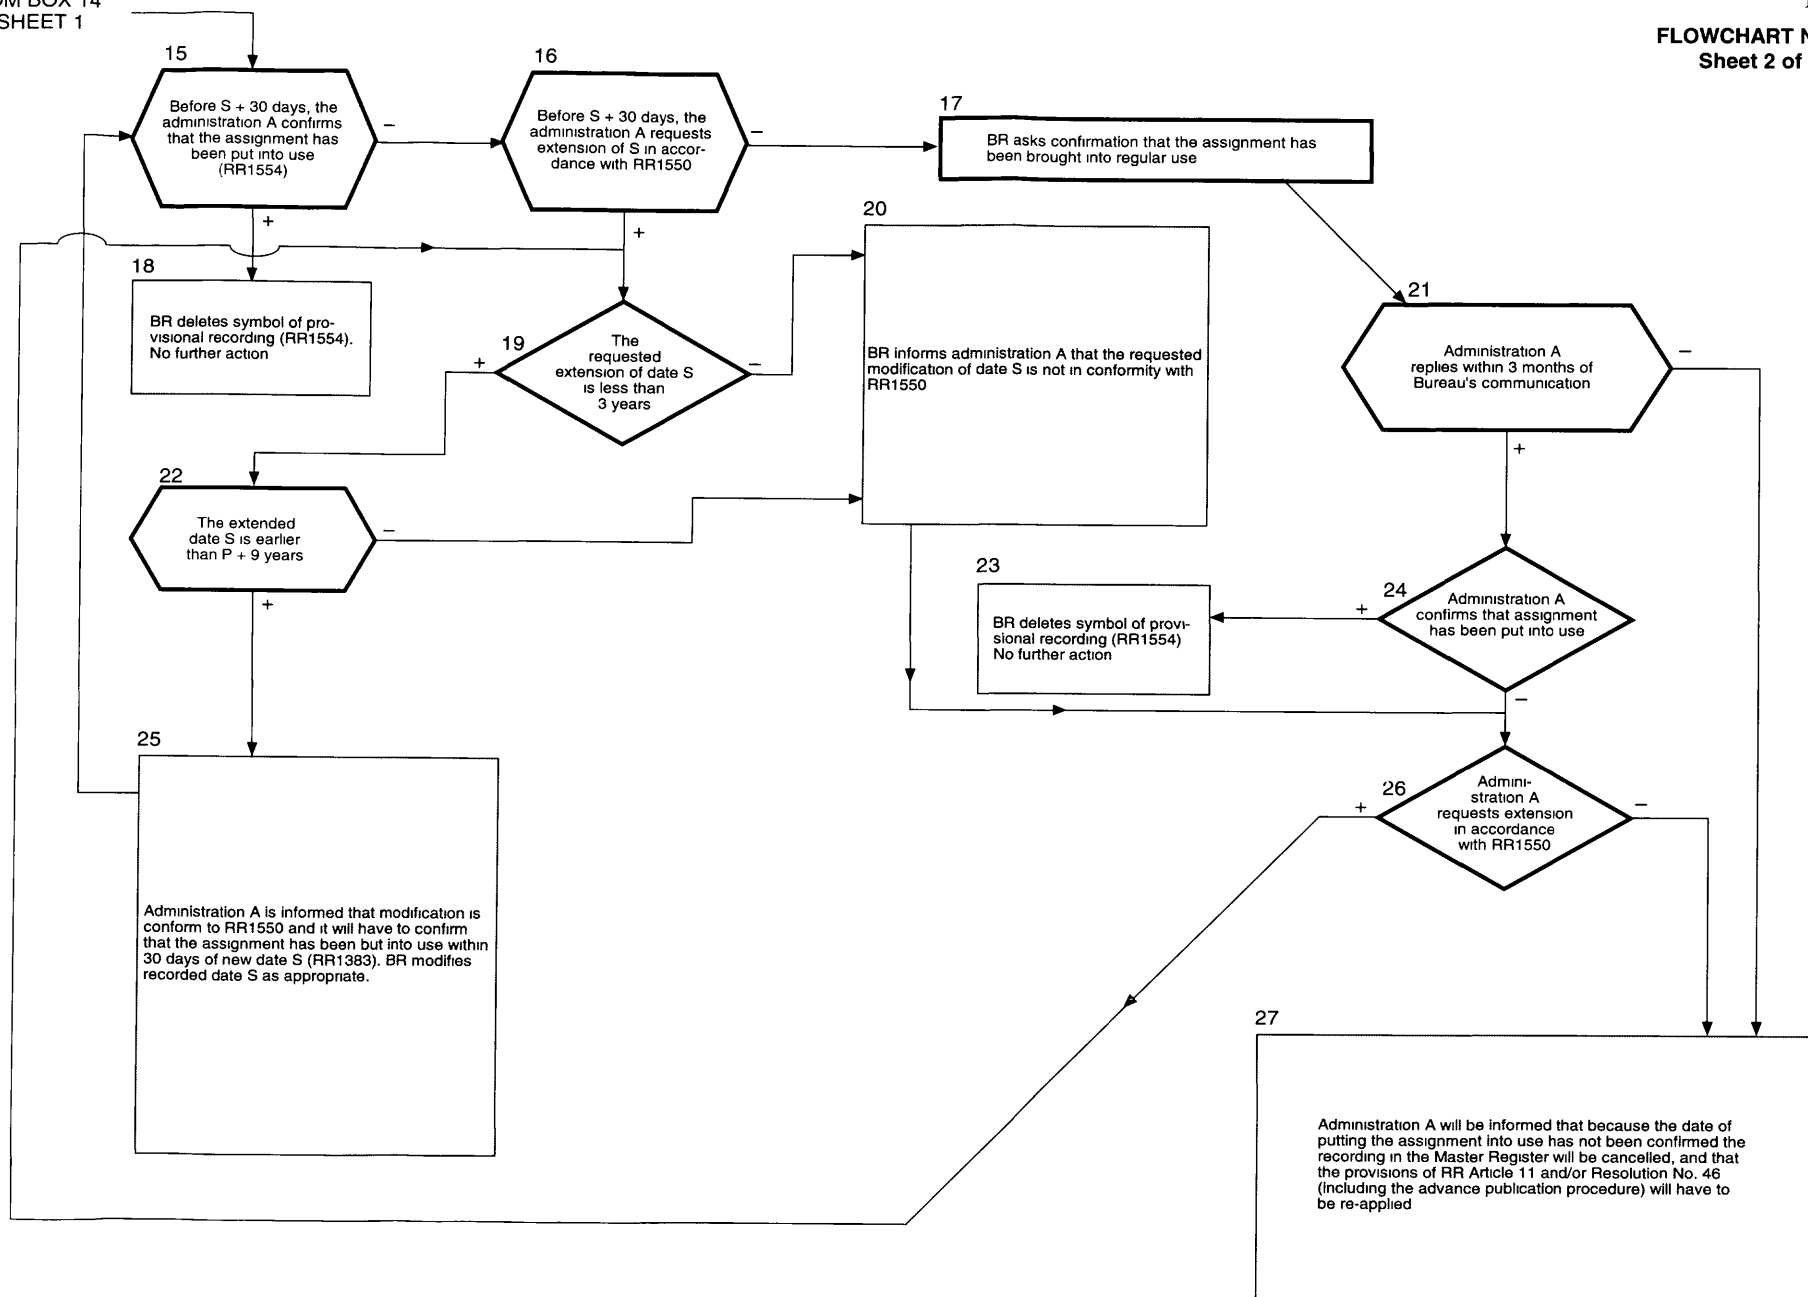 SHEET 1
FLOWCHART
Sheet 2 of
15
Before S + 30 days, the
administration A confirms
that the assignment has
been put into use
(RR1554)
–
+
16
Before S + 30 days, the
administration A requests
extension of S in accor-
dance with RR1550
–
+
17
BR asks confirmation that the assignment has
been brought into regular use
18
BR deletes symbol of pro-
visional recording (RR1554).
No further action
19
The
requested
extension of date S
is less than
3 years
+
–
20
BR informs administration A that the requested
modification of date S is not in conformity with
RR1550
21
Administration A
replies within 3 months of
Bureau's communication
–
+
22
The extended
date S is earlier
than P + 9 years
–
+
23
BR deletes symbol of provi-
sional recording (RR1554)
No further action
24
Administration A
confirms that assignment
has been put into use
+
–
25
Administration A is informed that modification is
conform to RR1550 and it will have to confirm
that the assignment has been but into use within
30 days of new date S (RR1383). BR modifies
recorded date S as appropriate.
26
Admini-
stration A
requests extension
in accordance
with RR1550
+
–
27
Administration A will be informed that because the date of
putting the assignment into use has not been confirmed the
recording in the Master Register will be cancelled, and that
the provisions of RR Article 11 and/or Resolution No. 46
(including the advance publication procedure) will have to
be re-applied